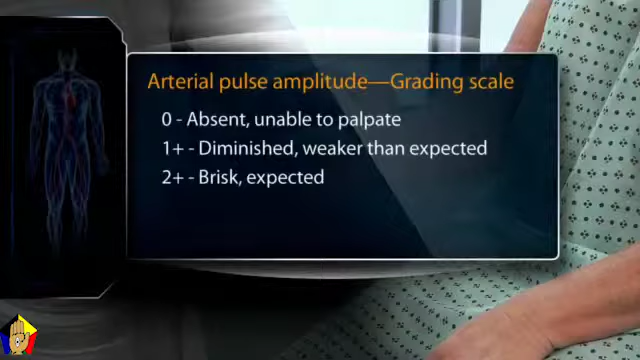 Arterial pulse amplitude—Grading scale
0 - Absent, unable to palpate
1+ - Diminished, weaker than expected
2+ - Brisk, expected